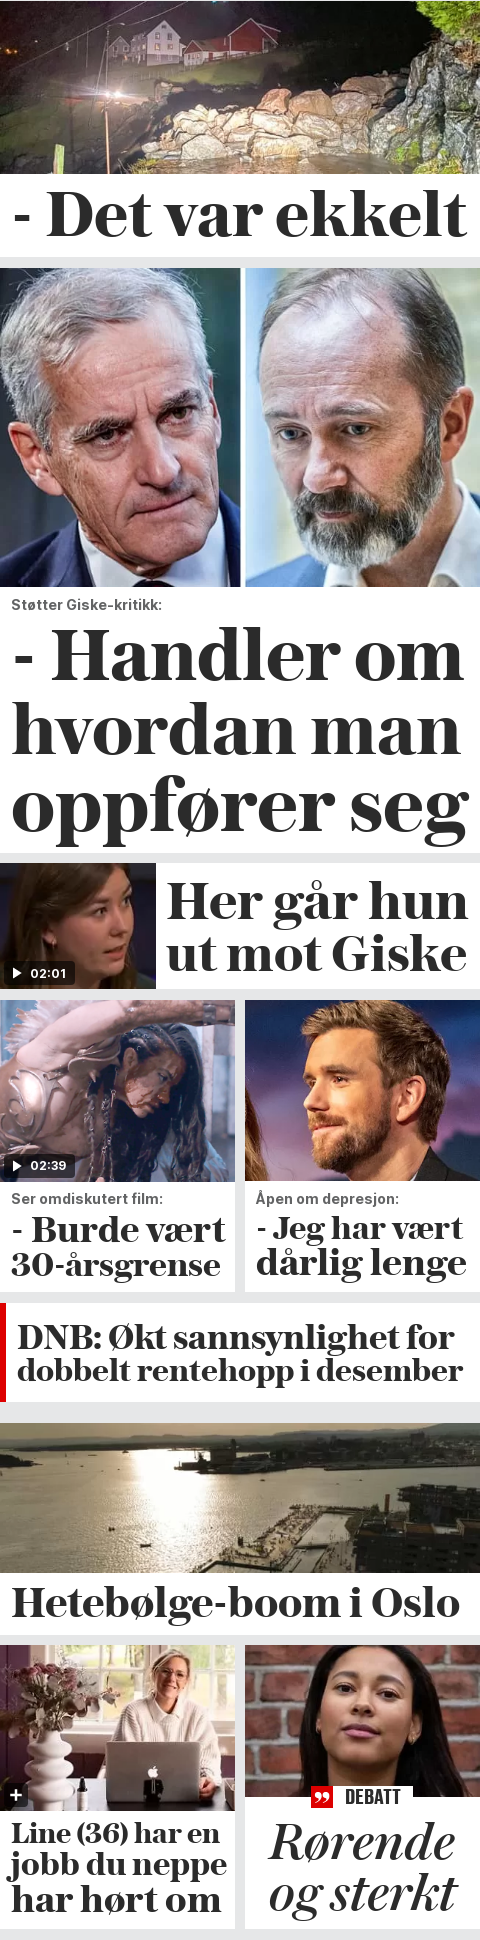 - Det var ekkelt
Støtter Giske-kritikk:
- Handler om
hvordan man
oppfører seg
02:01
Her går hun
ut mot Giske
02:39
Ser omdiskutert film:
- Burde vært
30-årsgrense
Åpen om depresjon:
- Jeg har vært
dårlig lenge
DNB: Økt sannsynlighet for
dobbelt rentehopp i desember
Hetebølge-boom i Oslo
Line (36) har en
jobb du neppe
har hørt om
DEBATT
Rørende
og sterkt